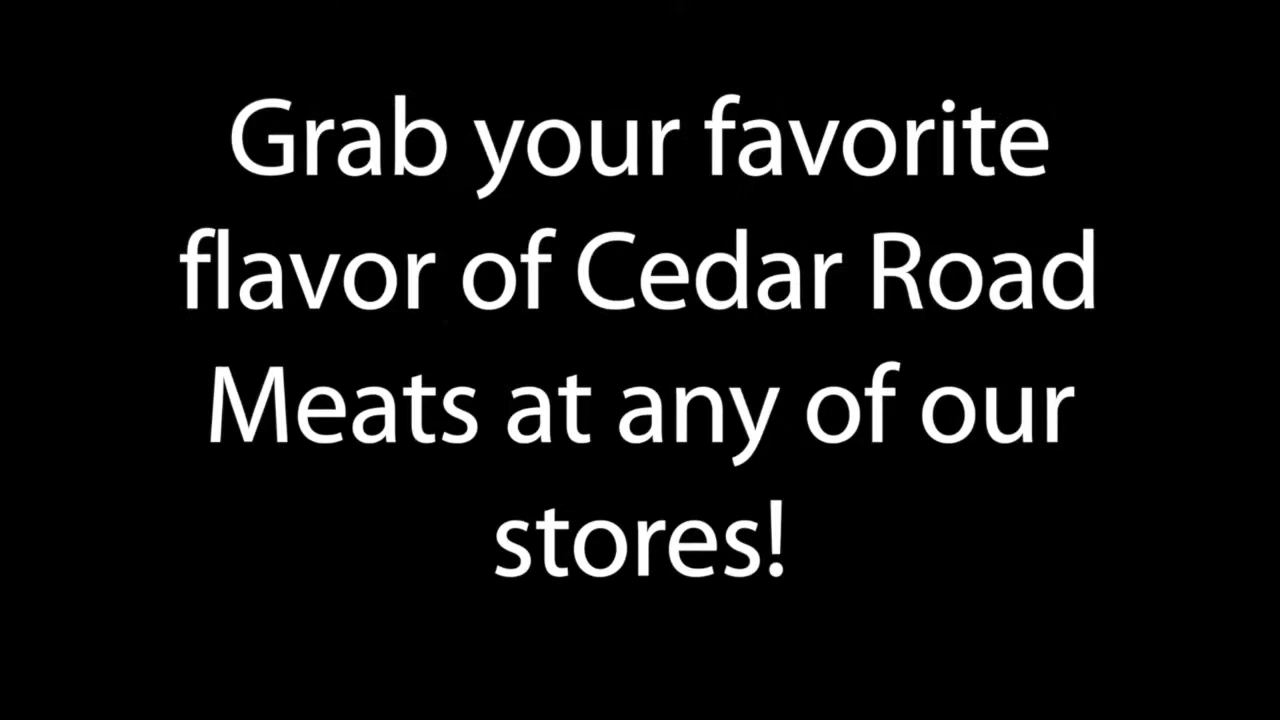 Grab your favorite
flavor of Cedar Road
Meats at any of our
stores!